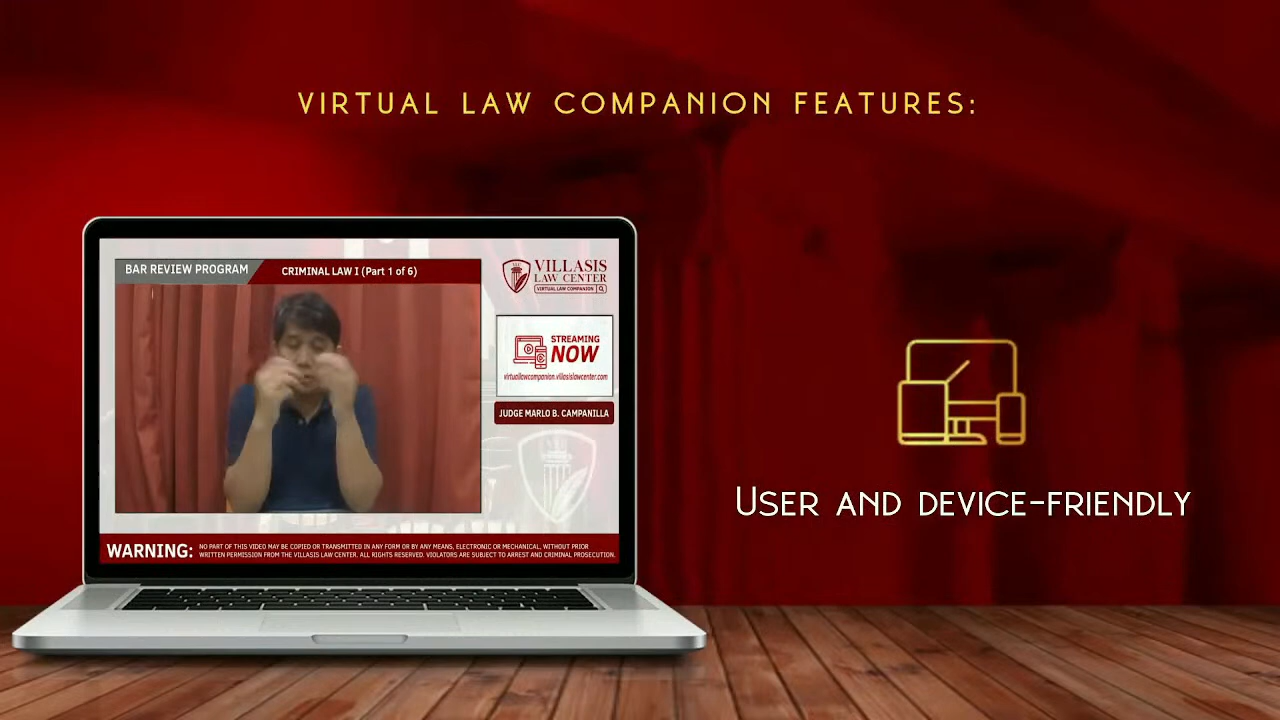 VIRTUAL LAW COMPANION FEATURES:
BAR REVIEW PROGRAM
CRIMINAL LAW I (Part 1 of 6)
VILLASIS
LAW CENTER
VIRTUAL LAW COMPANION
STREAMING
NOW
virtuallawcompanion.villasislawcenter.com
JUDGE MARLO B. CAMPANILLA
USER AND DEVICE-FRIENDLY
WARNING:
NO PART OF THIS VIDEO MAY BE COPIED OR TRANSMITTED IN ANY FORM OR BY ANY MEANS, ELECTRONIC OR MECHANICAL, WITHOUT PRIOR
WRITTEN PERMISSION FROM THE VILLASIS LAW CENTER. ALL RIGHTS RESERVED. VIOLATORS ARE SUBJECT TO ARREST AND CRIMINAL PROSECUTION.